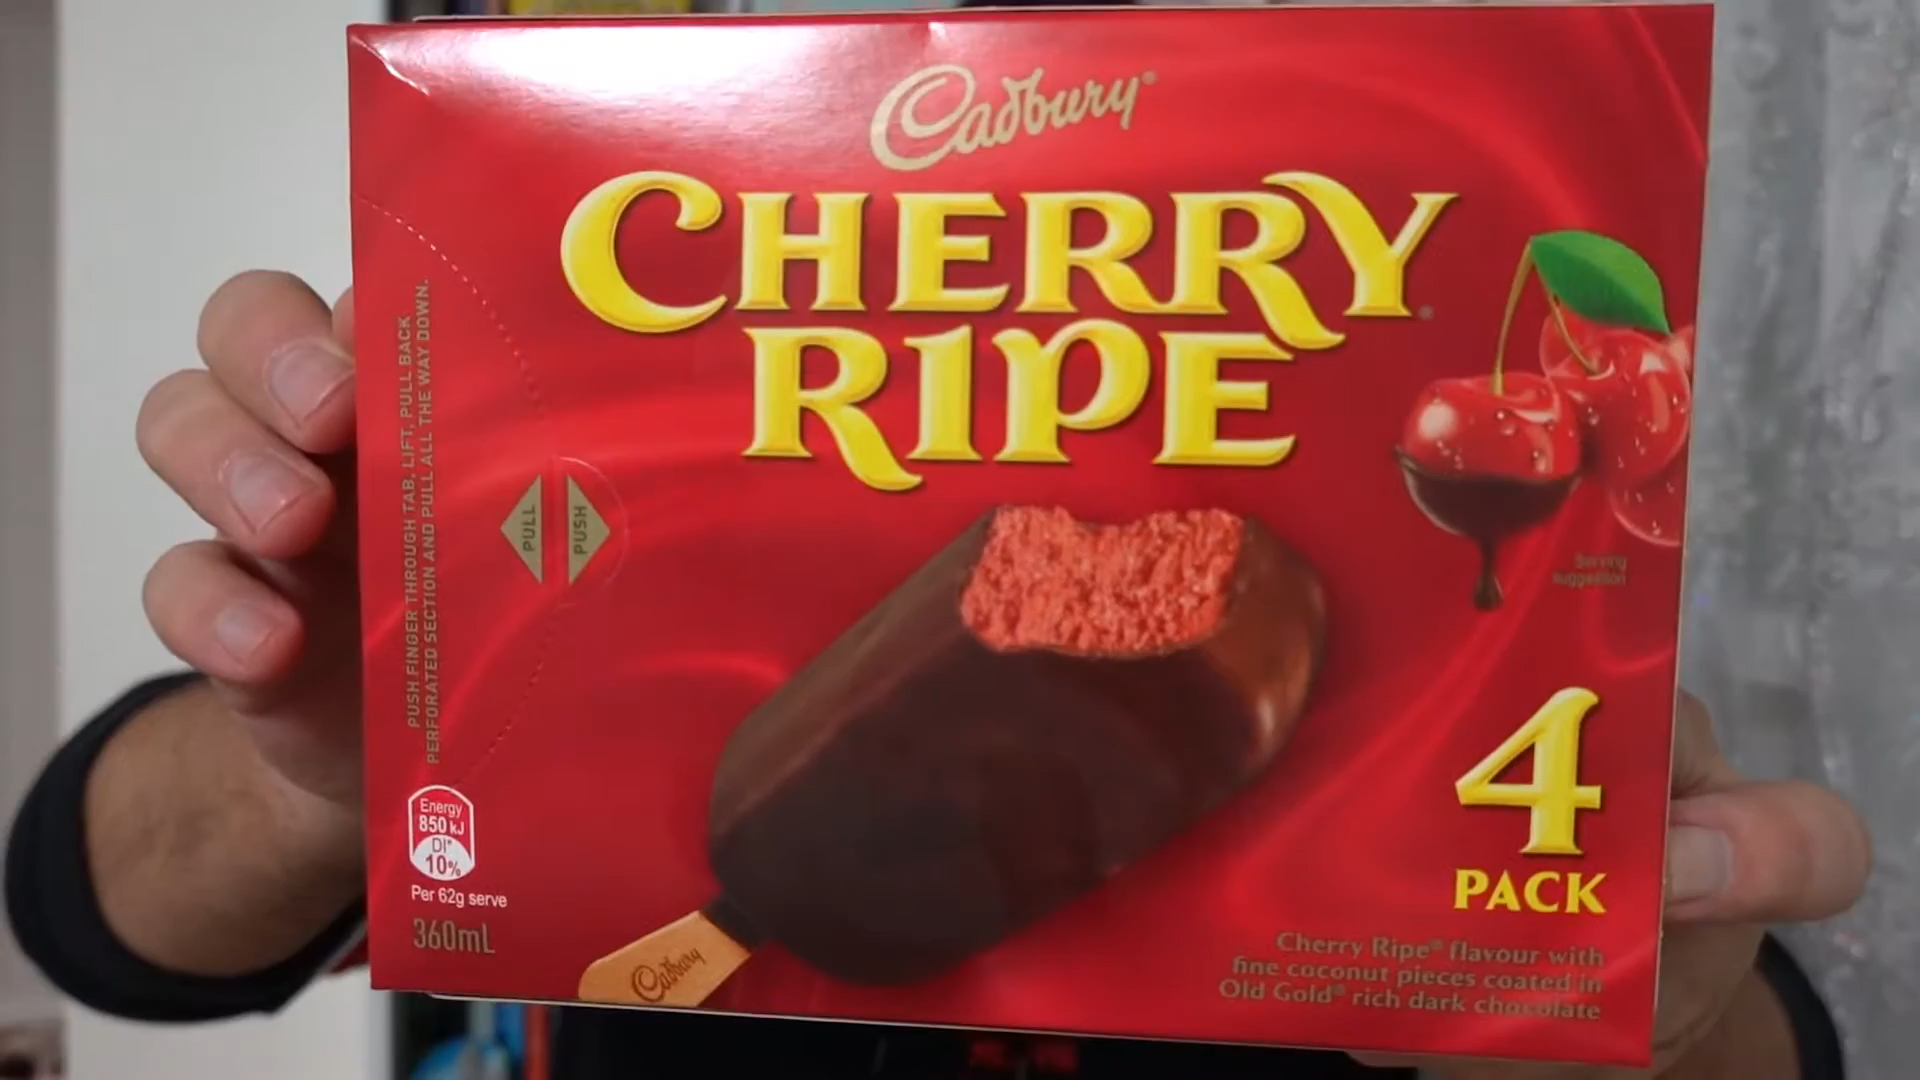 Cadbury®
CHERRY
RIPE®
PUSH FINGER THROUGH TAB. LIFT, PULL BACK
PERFORATED SECTION AND PULL ALL THE WAY DOWN.
PULL
PUSH
Serving
suggestion
Energy
850 kJ
DI*
10%
Per 62g serve
360mL
Cadbury
4
PACK
Cherry Ripe® flavour with
fine coconut pieces coated in
Old Gold® rich dark chocolate